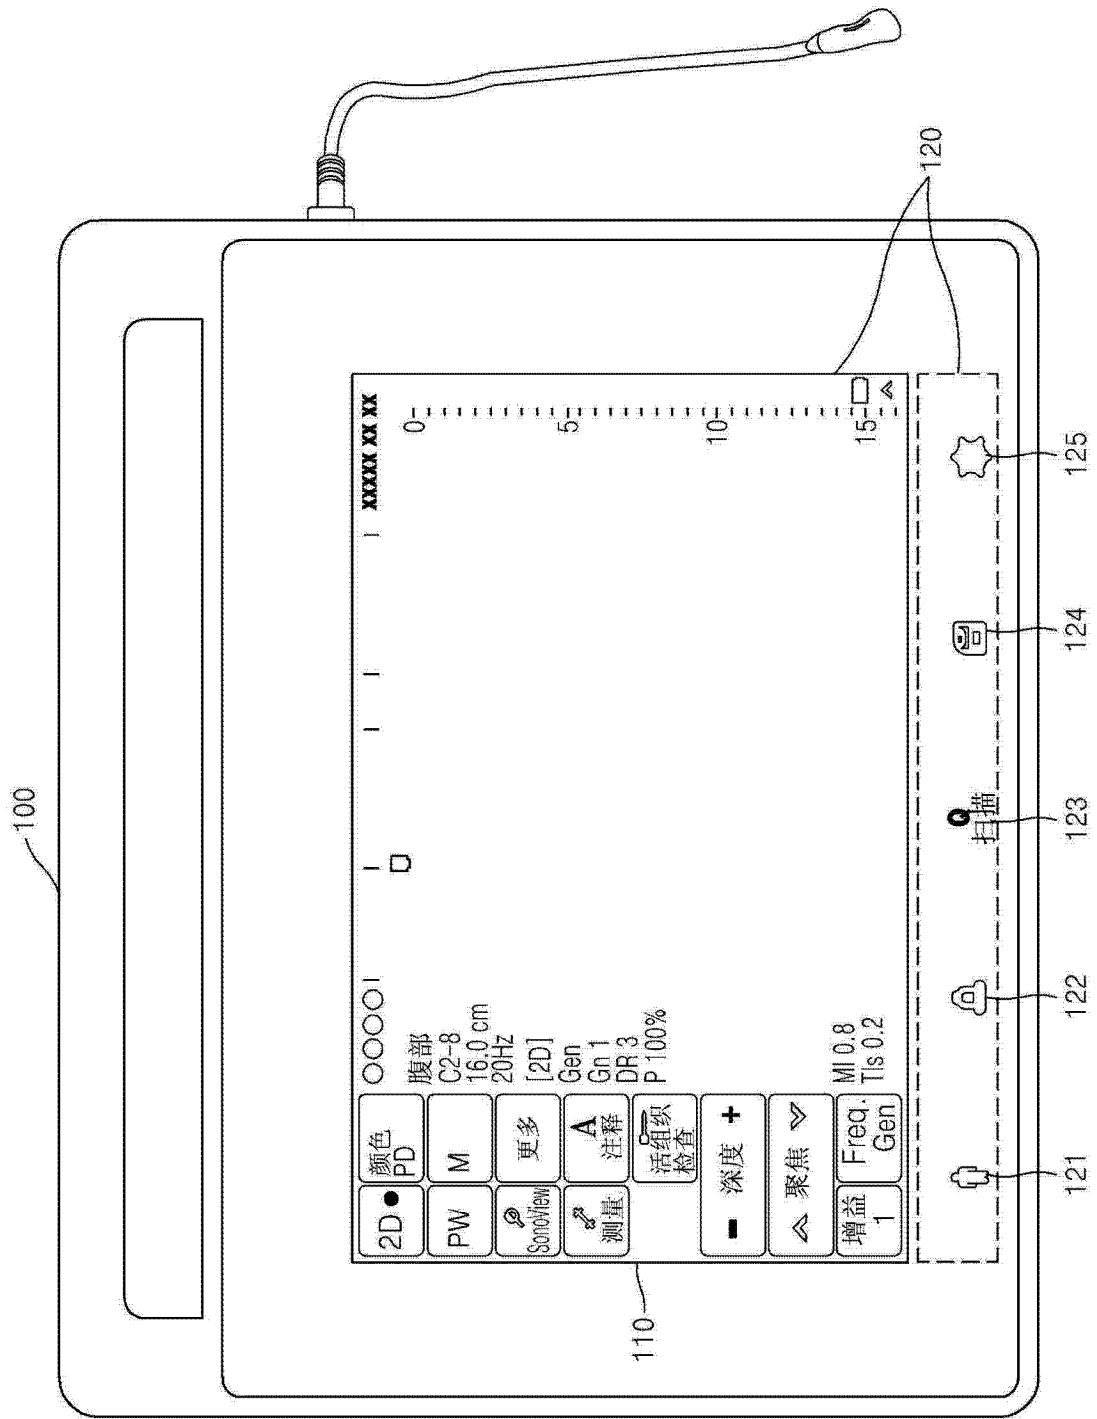 100
120
XXXXX XX XX
0
5
10
15
腹部
C2-8
16.0 cm
20Hz
[2D]
Gen
Gn 1
DR 3
P 100%
MI 0.8
TIs 0.2
2D
颜色
PD
PW
M
SonoView
更多
测量
A
注释
活组织
检查
深度
聚焦
增益
1
Freq.
Gen
110
Q
扫描
121
122
123
124
125